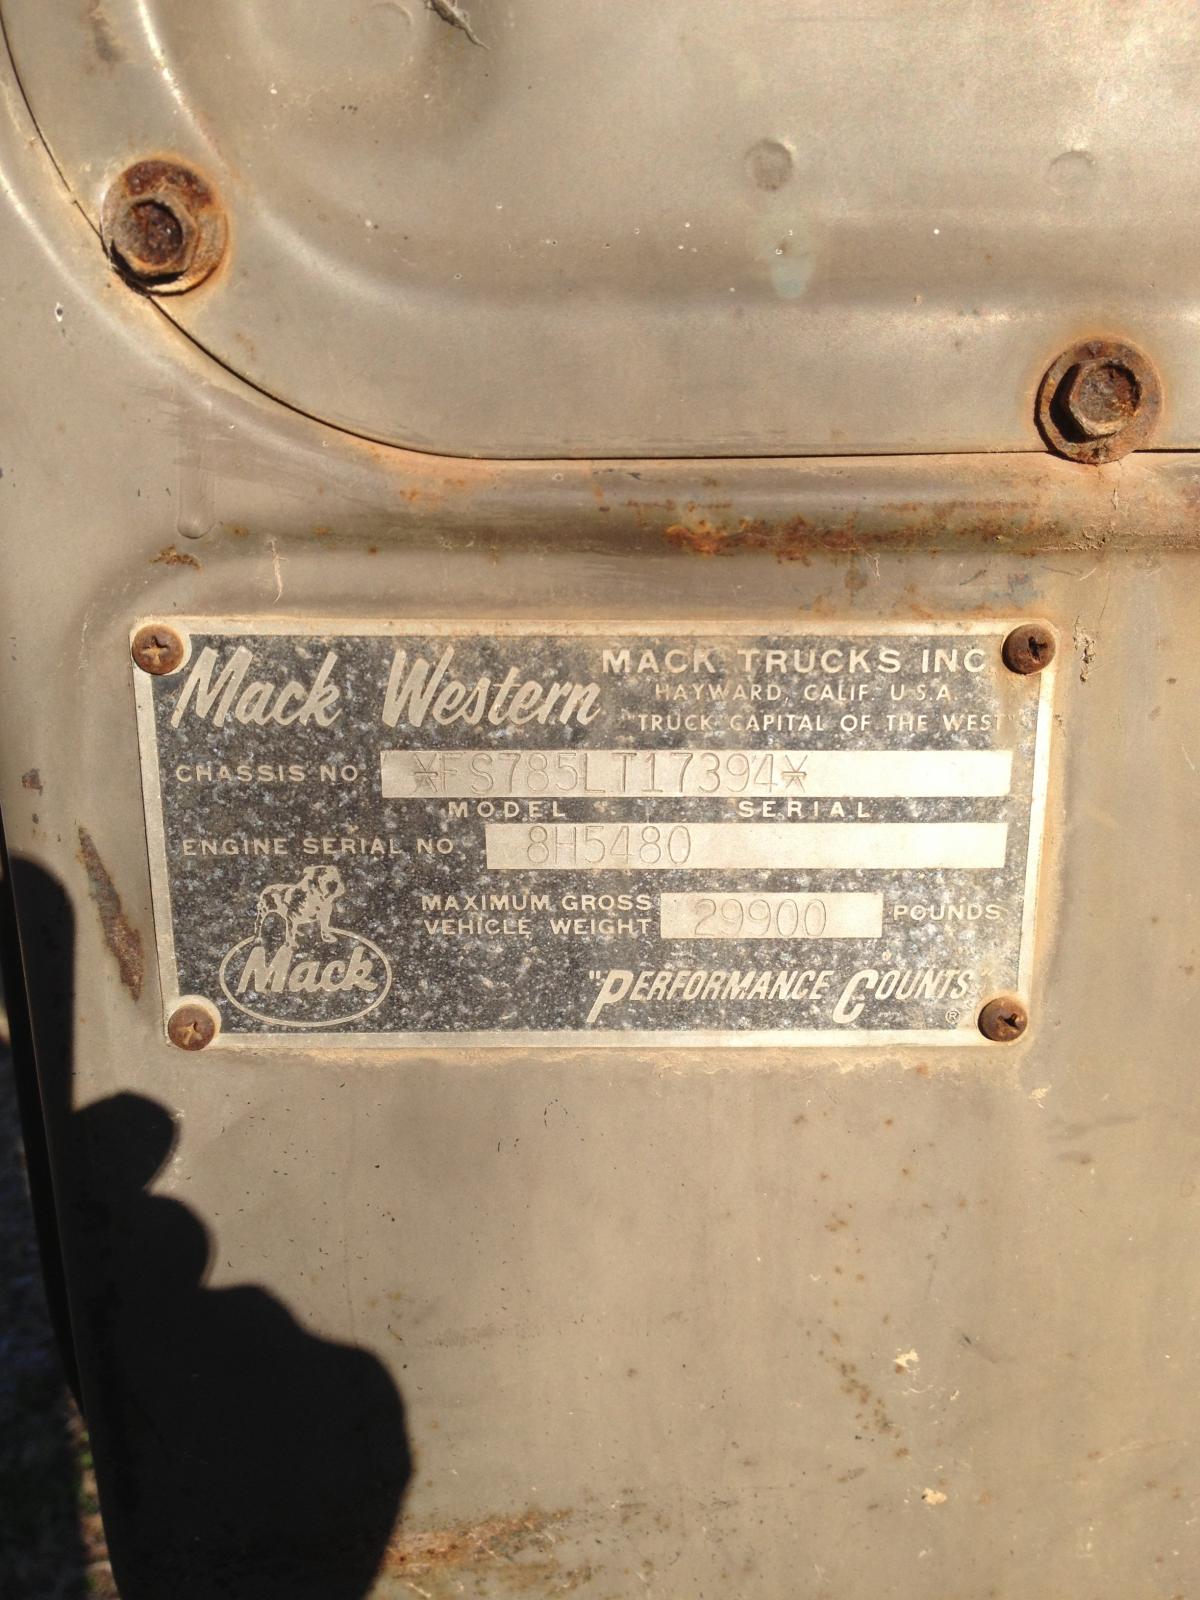 Mack Western
MACK TRUCKS INC
HAYWARD, CALIF. U.S.A.
"TRUCK CAPITAL OF THE WEST"
CHASSIS NO. *FS785LT17394*
MODEL SERIAL
ENGINE SERIAL NO 8H5480
MAXIMUM GROSS
VEHICLE WEIGHT 29900 POUNDS
Mack
"PERFORMANCE COUNTS"
®